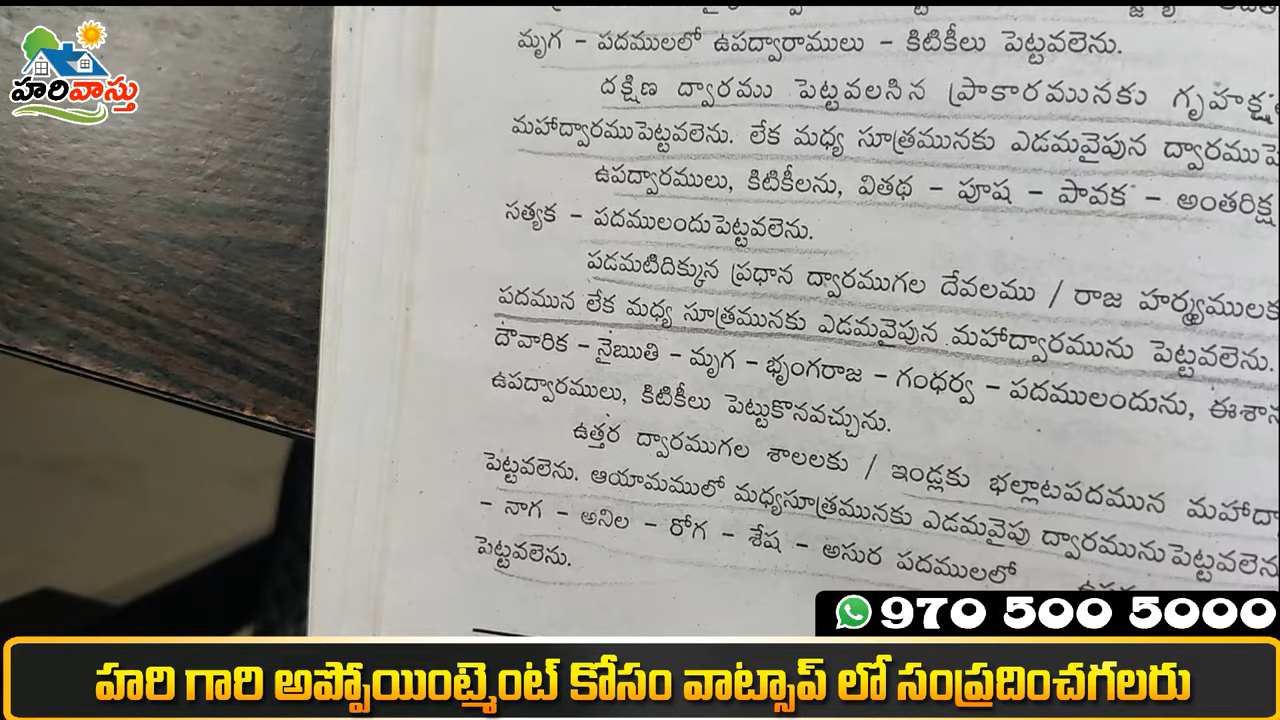 హరివాస్తు
మృగ - పదములలో ఉపద్వారాములు - కిటికీలు పెట్టవలెను.
దక్షిణ ద్వారము పెట్టవలసిన ప్రాకారమునకు గృహక్ష
మహాద్వారముపెట్టవలెను. లేక మధ్య సూత్రమునకు ఎడమవైపున ద్వారము
ఉపద్వారములు, కిటికీలను, వితథ - పూష - పావక - అంతరిక్ష
సత్యక - పదములందుపెట్టవలెను.
పడమటిదిక్కున ప్రధాన ద్వారముగల దేవలము / రాజ హర్మ్యములక
పదమున లేక మధ్య సూత్రమునకు ఎడమవైపున మహాద్వారమును పెట్టవలెను.
దౌవారిక - నైఋతి - మృగ - భృంగరాజ - గంధర్వ - పదములందును, ఈశాన
ఉపద్వారములు, కిటికీలు పెట్టుకొనవచ్చును.
ఉత్తర ద్వారముగల శాలలకు / ఇండ్లకు భల్లాటపదమున మహాద్వా
పెట్టవలెను. ఆయామములో మధ్యసూత్రమునకు ఎడమవైపు ద్వారమునుపెట్టవలెన
- నాగ - అనిల - రోగ - శేష - అసుర పదములలో
పెట్టవలెను.
970 500 5000
హరి గారి అప్పోయింట్మెంట్ కోసం వాట్సాప్ లో సంప్రదించగలరు